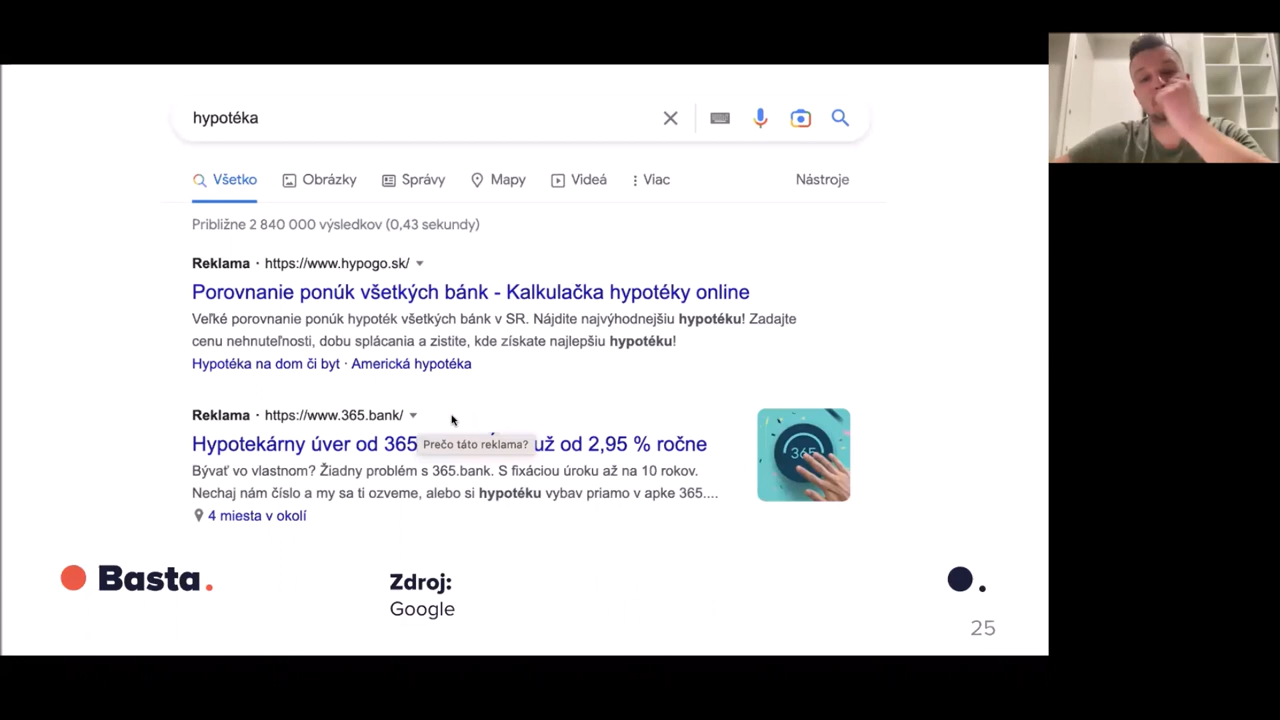 hypotéka
Všetko Obrázky Správy Mapy Videá Viac Nástroje
Približne 2 840 000 výsledkov (0,43 sekundy)
Reklama · https://www.hypogo.sk/
Porovnanie ponúk všetkých bánk - Kalkulačka hypotéky online
Veľké porovnanie ponúk hypoték všetkých bánk v SR. Nájdite najvýhodnejšiu hypotéku! Zadajte
cenu nehnuteľnosti, dobu splácania a zistite, kde získate najlepšiu hypotéku!
Hypotéka na dom či byt · Americká hypotéka
Reklama · https://www.365.bank/
Hypotekárny úver od 365 Prečo táto reklama? už od 2,95 % ročne
Bývať vo vlastnom? Žiadny problém s 365.bank. S fixáciou úroku až na 10 rokov.
Nechaj nám číslo a my sa ti ozveme, alebo si hypotéku vybav priamo v apke 365....
365
4 miesta v okolí
Basta.
Zdroj:
Google
25